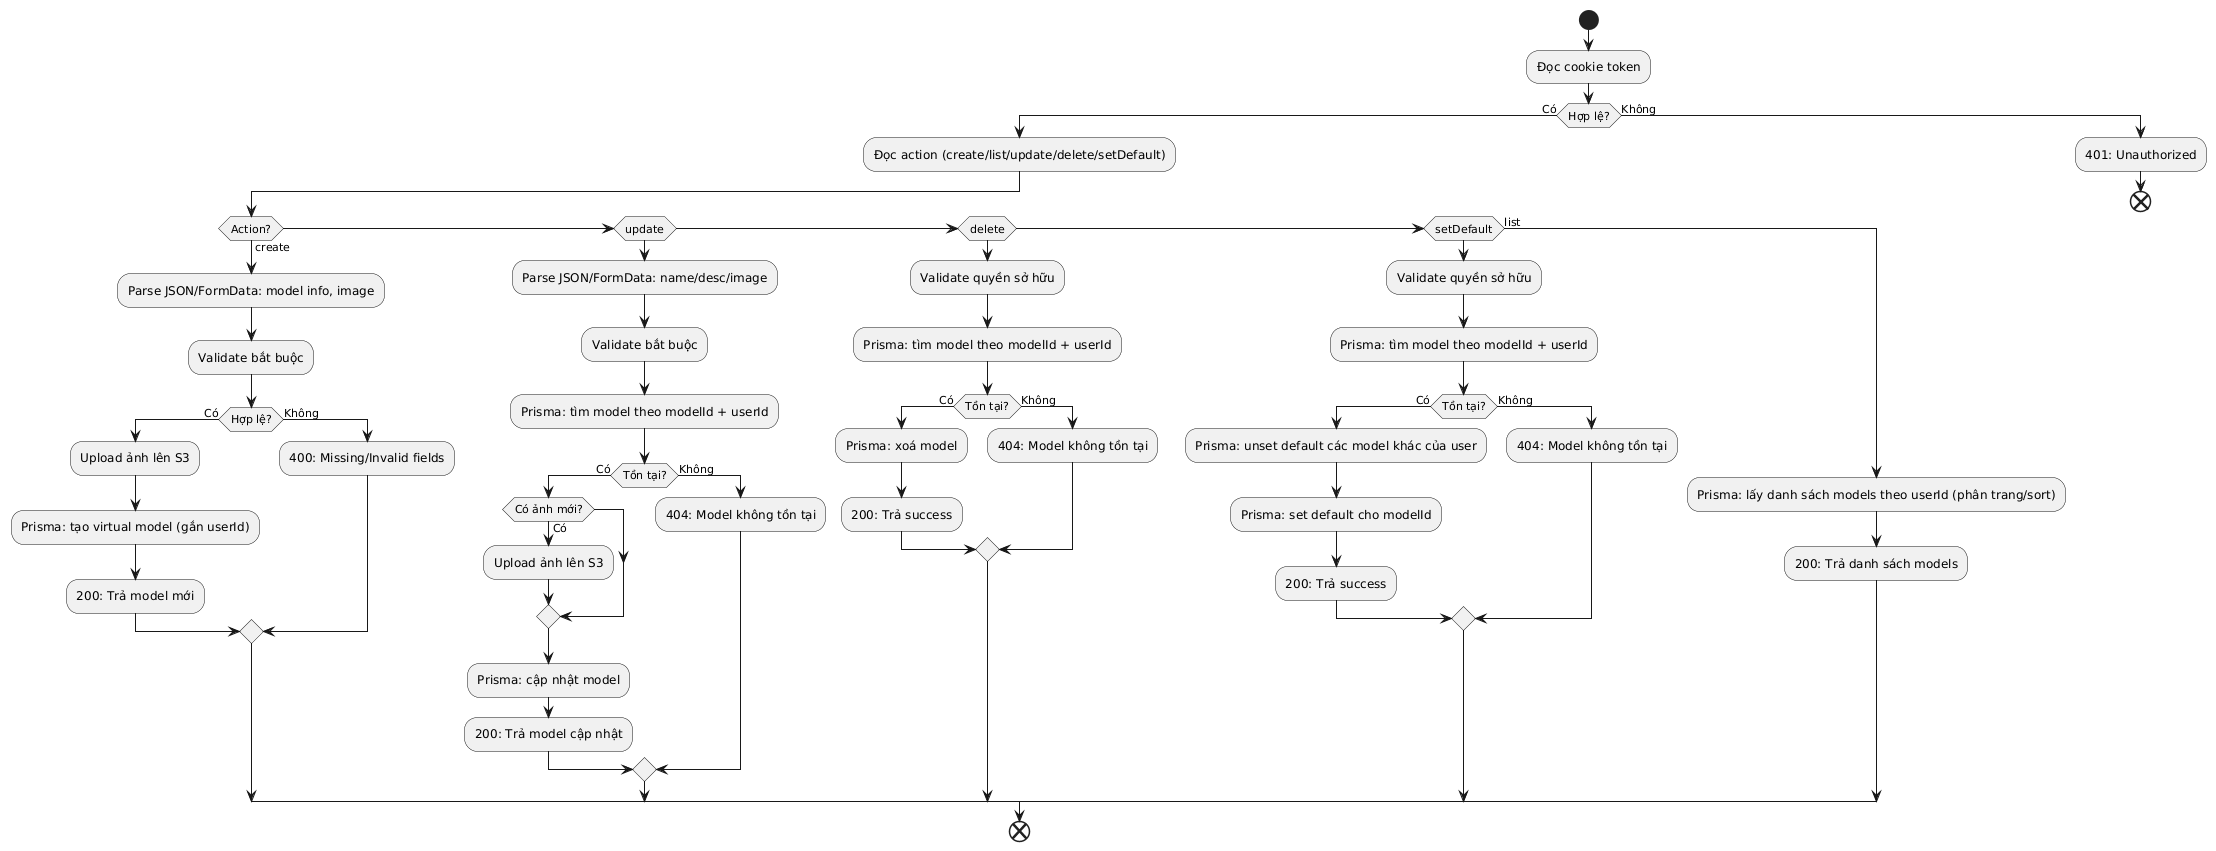 Đọc cookie token
Hợp lệ?
Có
Không
Đọc action (create/list/update/delete/setDefault)
401: Unauthorized
Action?
create
Parse JSON/FormData: model info, image
Validate bắt buộc
Hợp lệ?
Có
Không
Upload ảnh lên S3
Prisma: tạo virtual model (gắn userId)
200: Trả model mới
400: Missing/Invalid fields
update
Parse JSON/FormData: name/desc/image
Validate bắt buộc
Prisma: tìm model theo modelId + userId
Tồn tại?
Có
Không
Có ảnh mới?
Có
Upload ảnh lên S3
Prisma: cập nhật model
200: Trả model cập nhật
404: Model không tồn tại
delete
Validate quyền sở hữu
Prisma: tìm model theo modelId + userId
Tồn tại?
Có
Không
Prisma: xoá model
200: Trả success
404: Model không tồn tại
setDefault
Validate quyền sở hữu
Prisma: tìm model theo modelId + userId
Tồn tại?
Có
Không
Prisma: unset default các model khác của user
Prisma: set default cho modelId
200: Trả success
404: Model không tồn tại
list
Prisma: lấy danh sách models theo userId (phân trang/sort)
200: Trả danh sách models